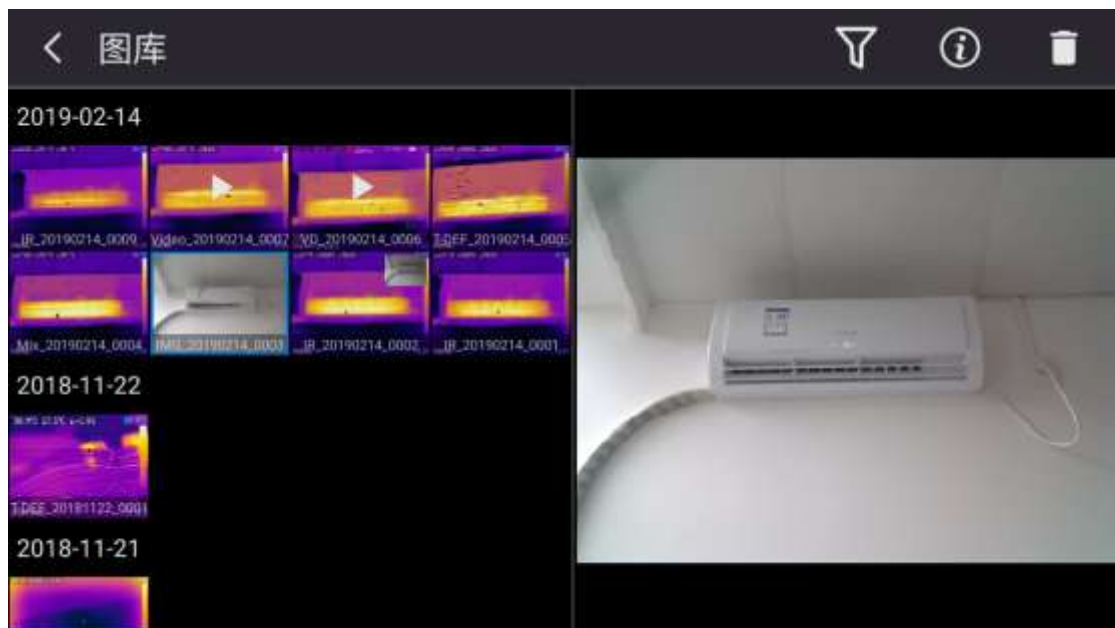 图库
2019-02-14
IR_20190214_0009
Video_20190214_0007
VD_20190214_0006
T-DEF_20190214_0005
Mix_20190214_0004
IMG_20190214_0003
IR_20190214_0002
IR_20190214_0001
2018-11-22
T-DEF_20181122_0001
2018-11-21